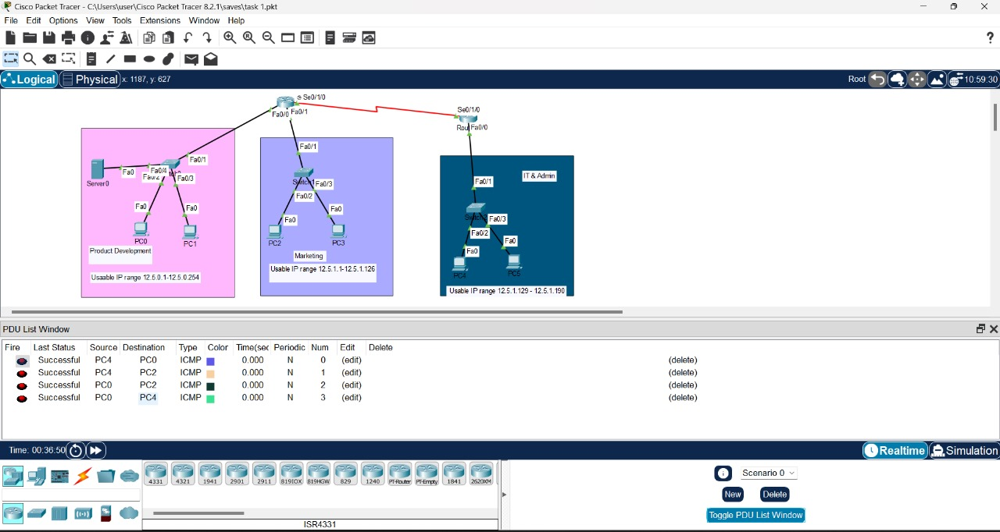 Cisco Packet Tracer - C:\Users\user\Cisco Packet Tracer 8.2.1\saves\task 1.pkt
File Edit Options View Tools Extensions Window Help
?
Logical Physical x: 1187, y: 627 Root 10:59:30
Se0/1/0
Fa0/0 Fa0/1
Se0/1/0
Rou Fa0/0
Fa0/1
Fa0/4
Fa0/3
Fa0
Server0
Fa0 Fa0
PC0 PC1
Product Development
Usaable IP range 12.5.0.1-12.5.0.254
Fa0/1
Fa0/3
Fa0/2
Fa0 Fa0
PC2 PC3
Marketing
Usable IP range 12.5.1.1-12.5.1.126
IT & Admin
Fa0/1
Fa0/3
Fa0/2
Fa0
Fa0
PC4 PC5
Usable IP range 12.5.1.129 - 12.5.1.190
PDU List Window
Fire Last Status Source Destination Type Color Time(sec Periodic Num Edit Delete
Successful PC4 PC0 ICMP 0.000 N 0 (edit) (delete)
Successful PC4 PC2 ICMP 0.000 N 1 (edit) (delete)
Successful PC0 PC2 ICMP 0.000 N 2 (edit) (delete)
Successful PC0 PC4 ICMP 0.000 N 3 (edit) (delete)
Time: 00:36:50 Realtime Simulation
4331 4321 1941 2901 2911 819IOX 819HGW 829 1240 PT-Router PT-Empty 1841 2620XM
ISR4331
Scenario 0
New Delete
Toggle PDU List Window